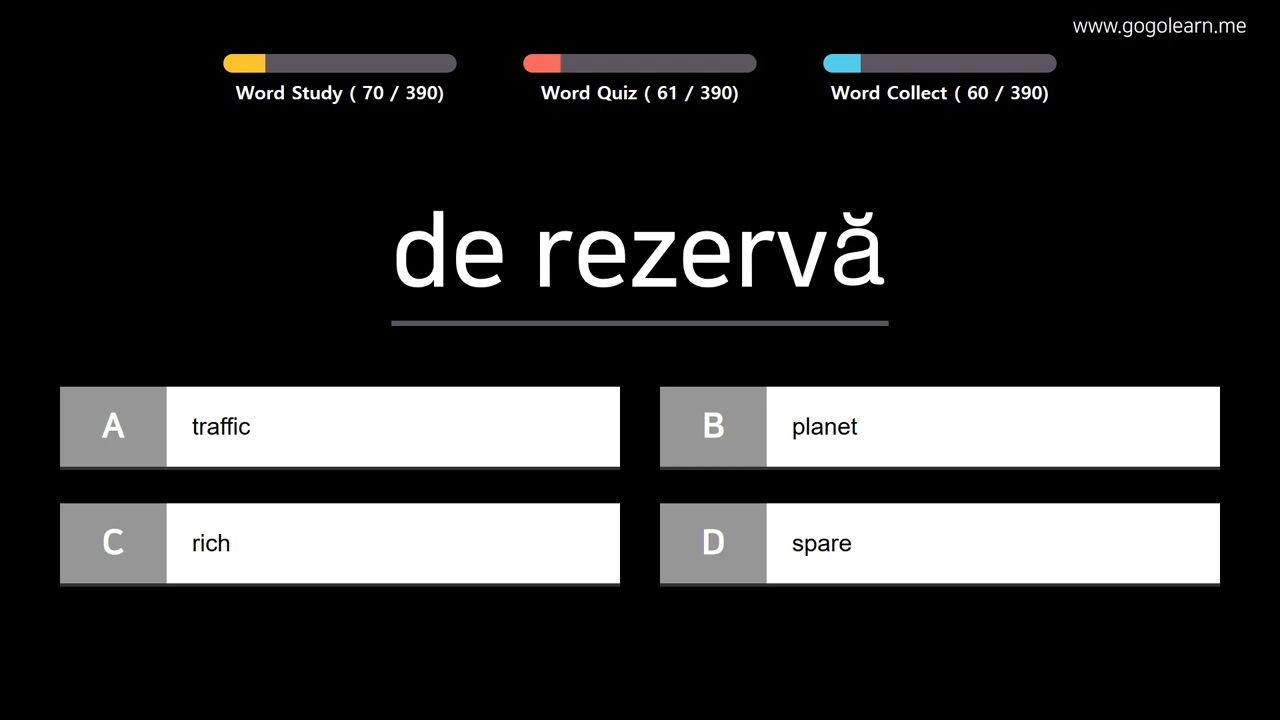 www.gogolearn.me
Word Study ( 70 / 390)
Word Quiz ( 61 / 390)
Word Collect ( 60 / 390)
de rezervă
A traffic
B planet
C rich
D spare